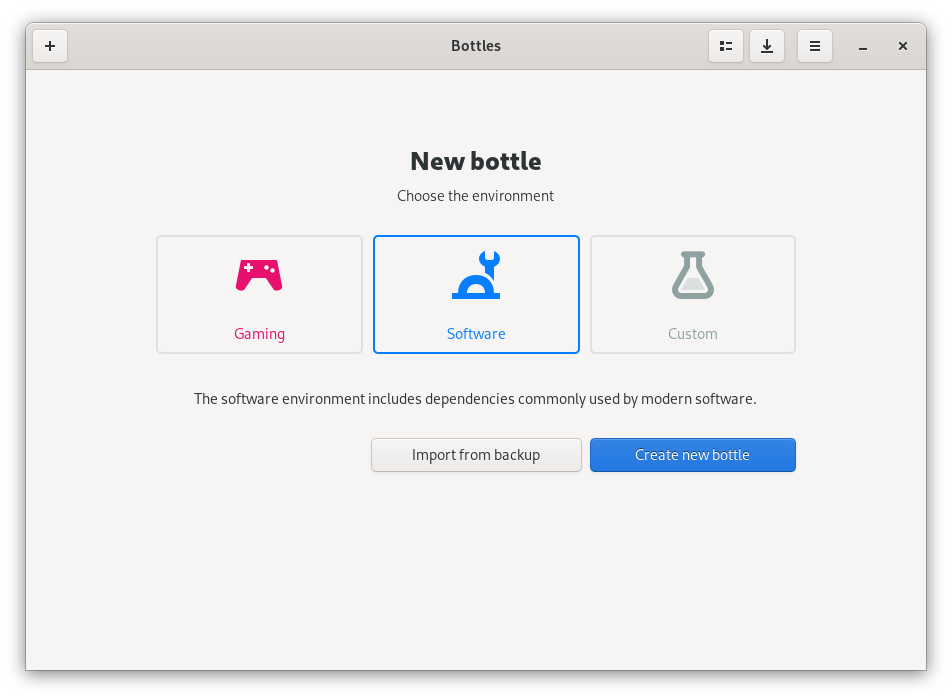 Bottles
New bottle
Choose the environment
Gaming
Software
Custom
The software environment includes dependencies commonly used by modern software.
Import from backup
Create new bottle